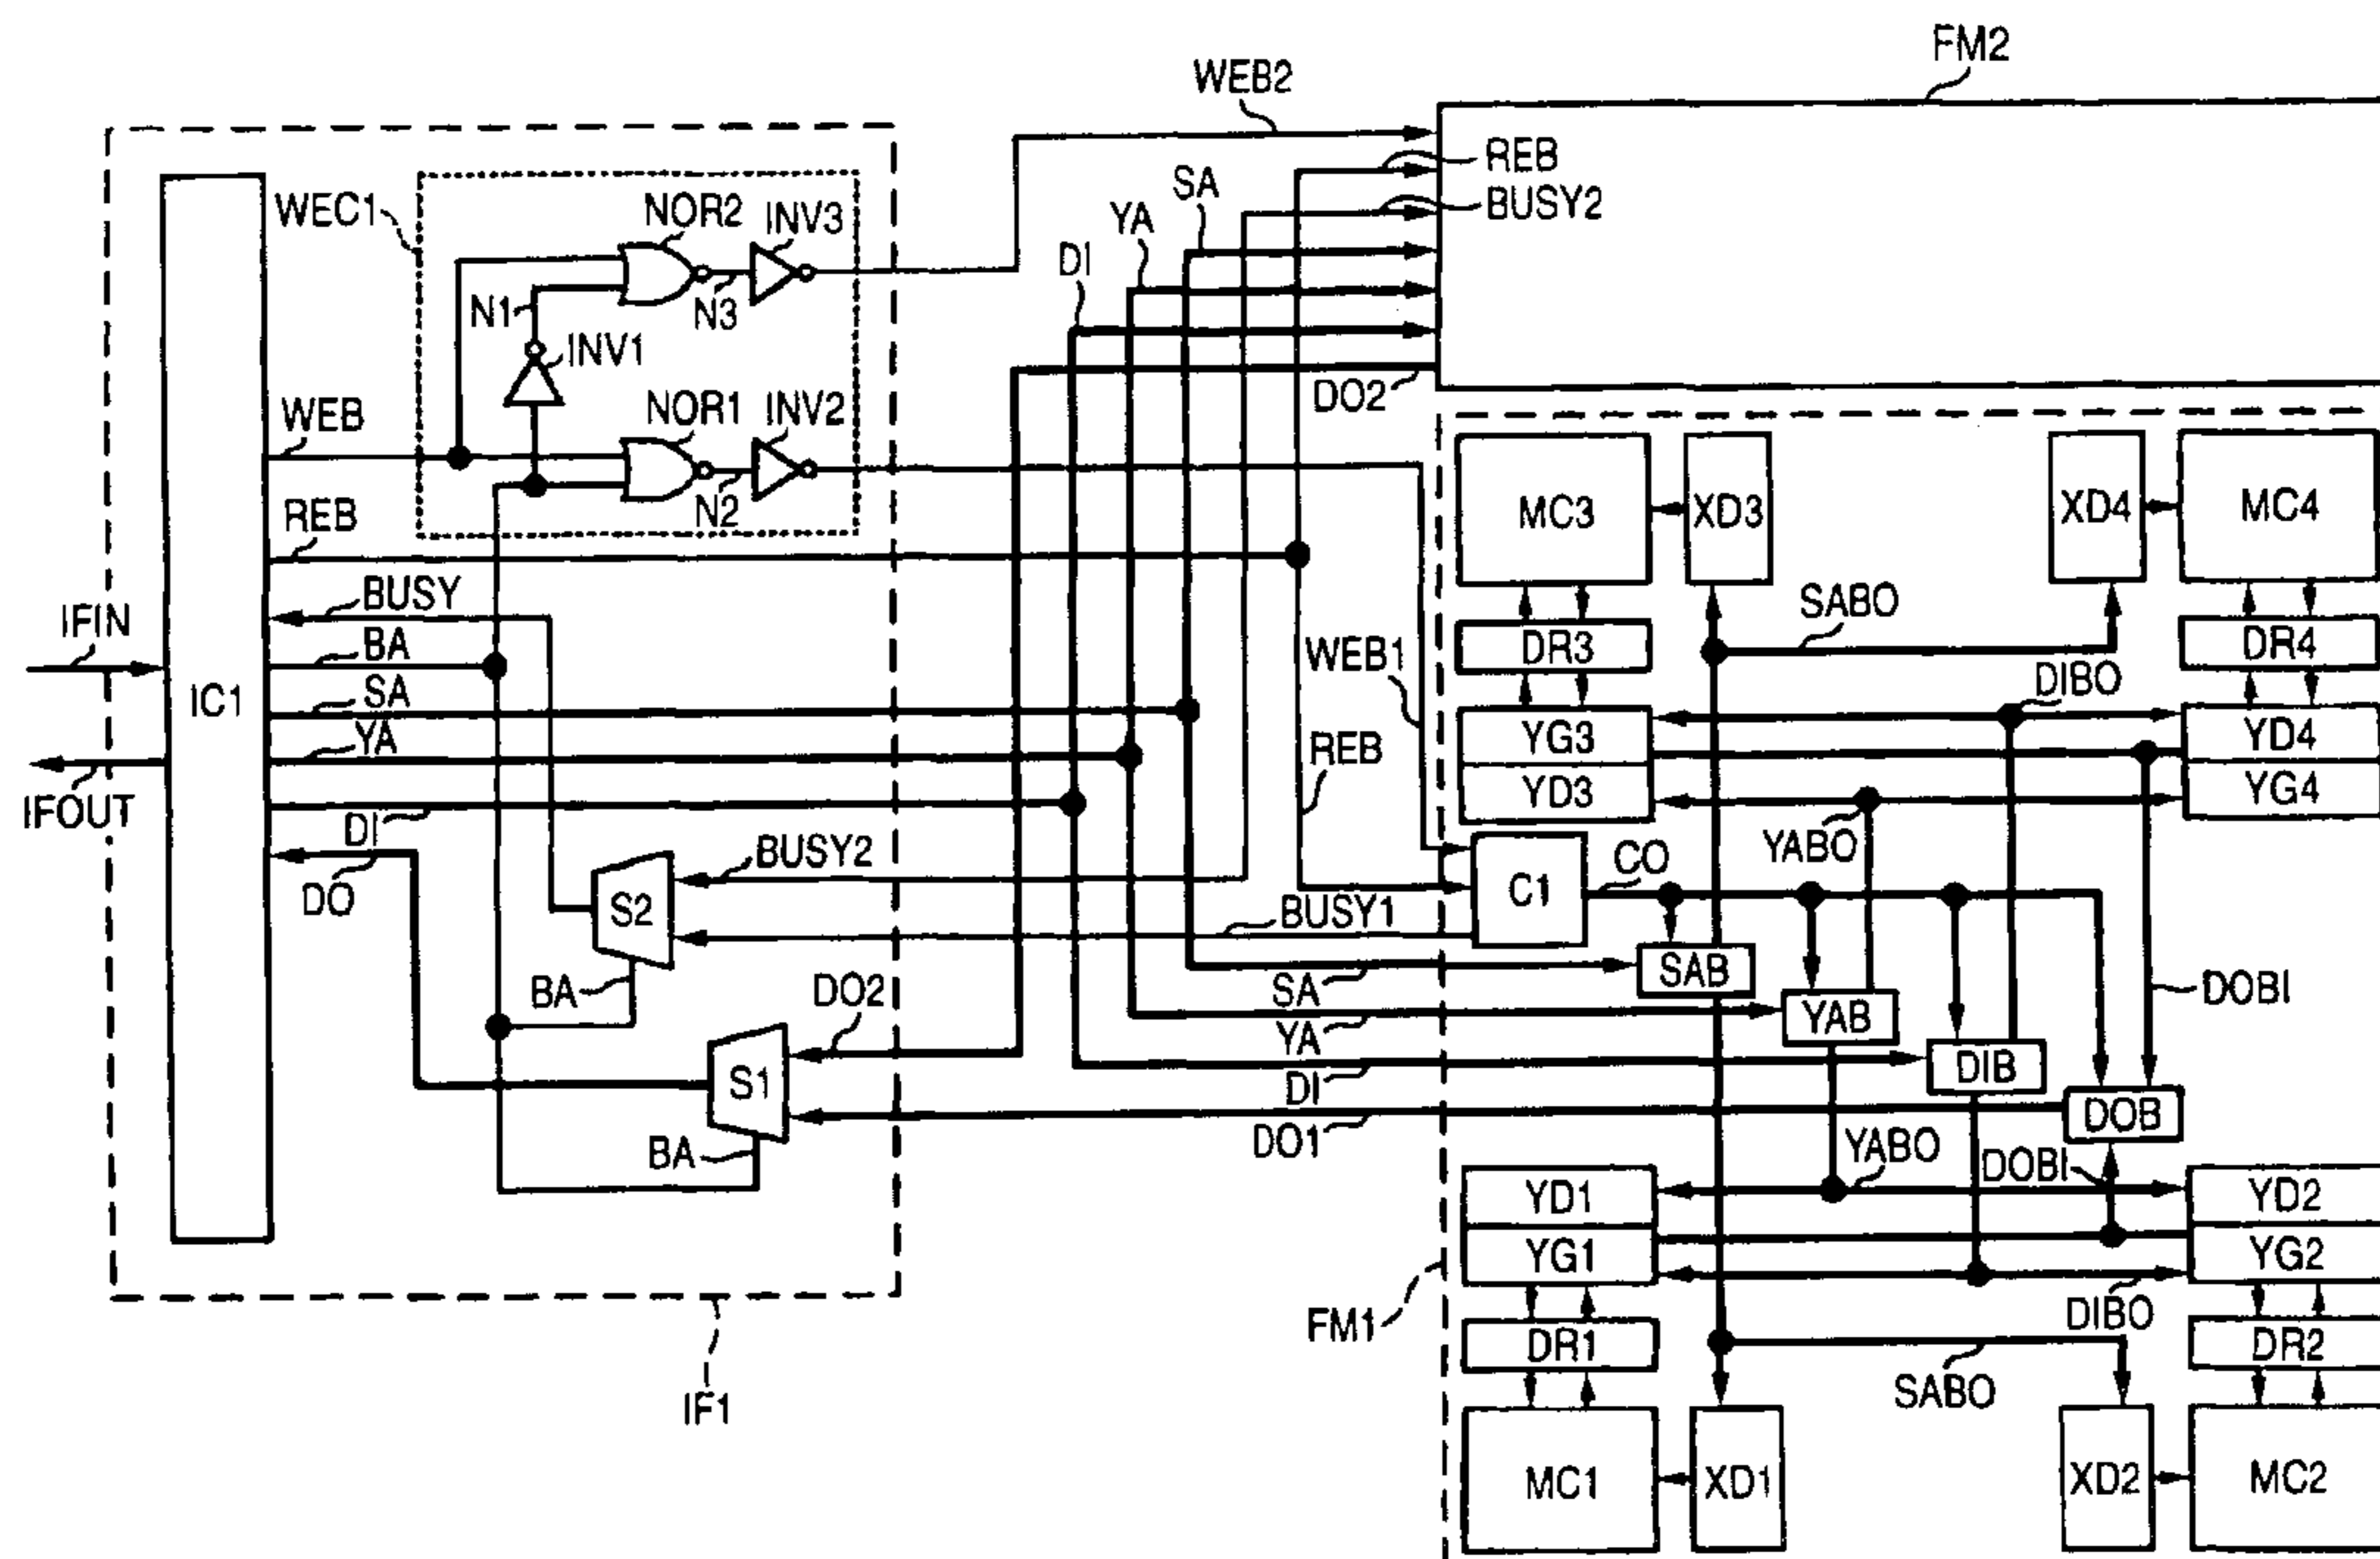 FM2
WEB2
REB
SA
BUSY2
YA
DI
WEC1
NOR2
INV3
N1
N3
INV1
WEB
NOR1
INV2
N2
DO2
MC3
XD3
XD4
MC4
REB
BUSY
IFIN
BA
IC1
SA
YA
IFOUT
DI
DO
WEB1
SABO
DR3
DR4
DIBO
REB
YG3
YD4
YD3
YG4
YABO
CO
C1
BUSY2
S2
BUSY1
SAB
BA
SA
DO2
YAB
DOBI
YA
S1
DIB
DI
DOB
DO1
BA
YABO
DOBI
YD1
YD2
YG1
YG2
DIBO
FM1
DR1
DR2
SABO
IF1
MC1
XD1
XD2
MC2